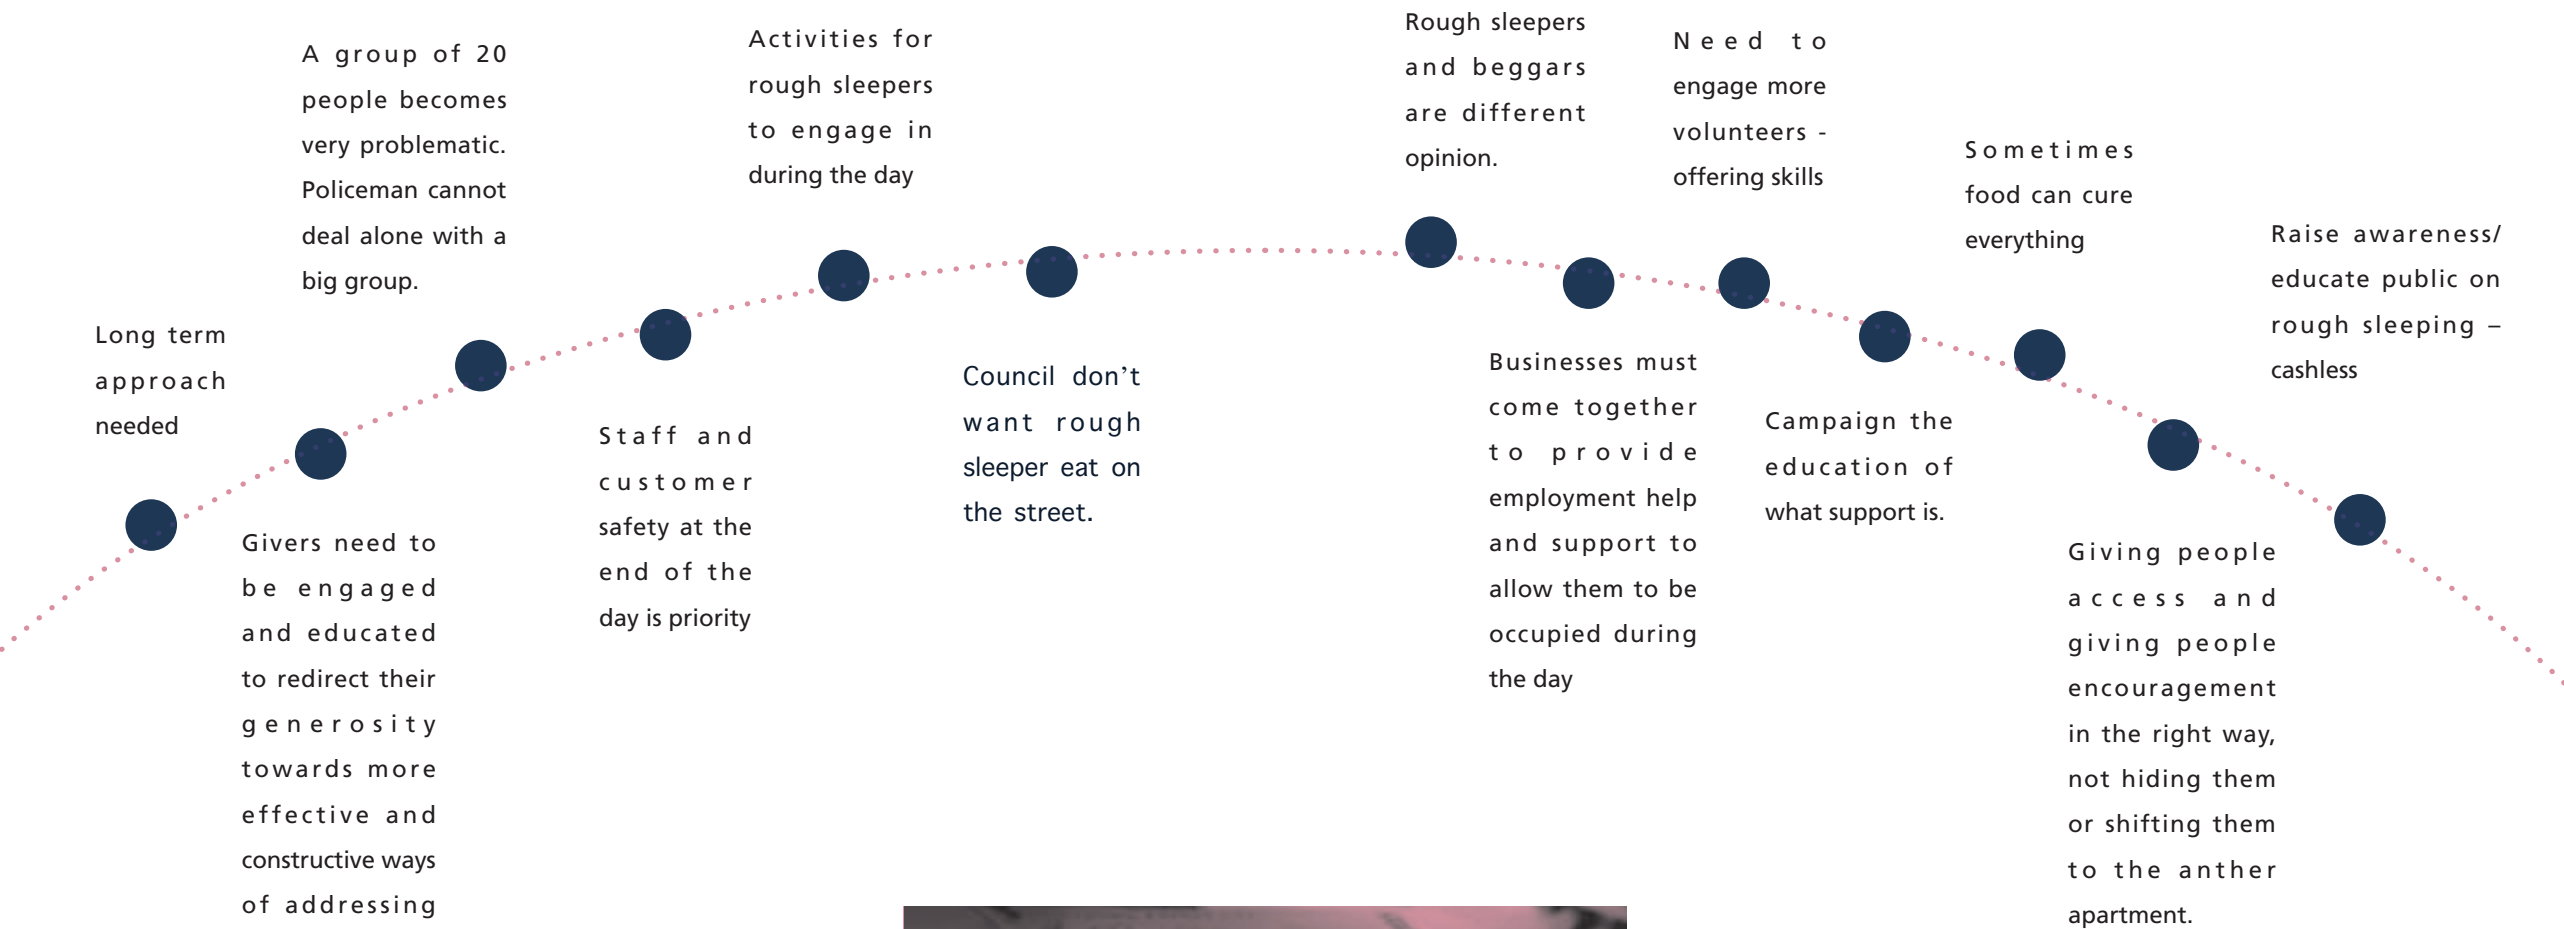 Long term
approach
needed
Givers need to
be engaged
and educated
to redirect their
generosity
towards more
effective and
constructive ways
of addressing
A group of 20
people becomes
very problematic.
Policeman cannot
deal alone with a
big group.
Staff and
customer
safety at the
end of the
day is priority
Activities for
rough sleepers
to engage in
during the day
Council don’t
want rough
sleeper eat on
the street.
Rough sleepers
and beggars
are different
opinion.
Businesses must
come together
to provide
employment help
and support to
allow them to be
occupied during
the day
Need to
engage more
volunteers -
offering skills
Campaign the
education of
what support is.
Sometimes
food can cure
everything
Giving people
access and
giving people
encouragement
in the right way,
not hiding them
or shifting them
to the anther
apartment.
Raise awareness/
educate public on
rough sleeping –
cashless